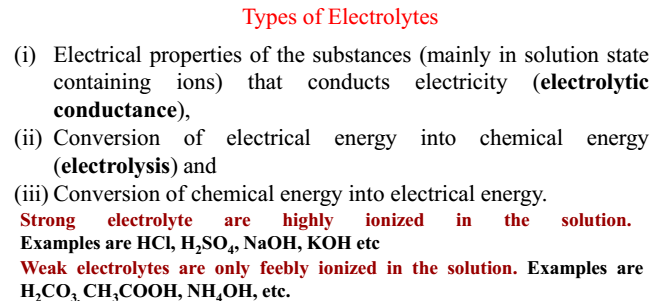 Types of Electrolytes
(i) Electrical properties of the substances (mainly in solution state
containing ions) that conducts electricity (electrolytic
conductance),
(ii) Conversion of electrical energy into chemical energy
(electrolysis) and
(iii) Conversion of chemical energy into electrical energy.
Strong electrolyte are highly ionized in the solution.
Examples are HCl, H₂SO₄, NaOH, KOH etc
Weak electrolytes are only feebly ionized in the solution. Examples are
H₂CO₃, CH₃COOH, NH₄OH, etc.